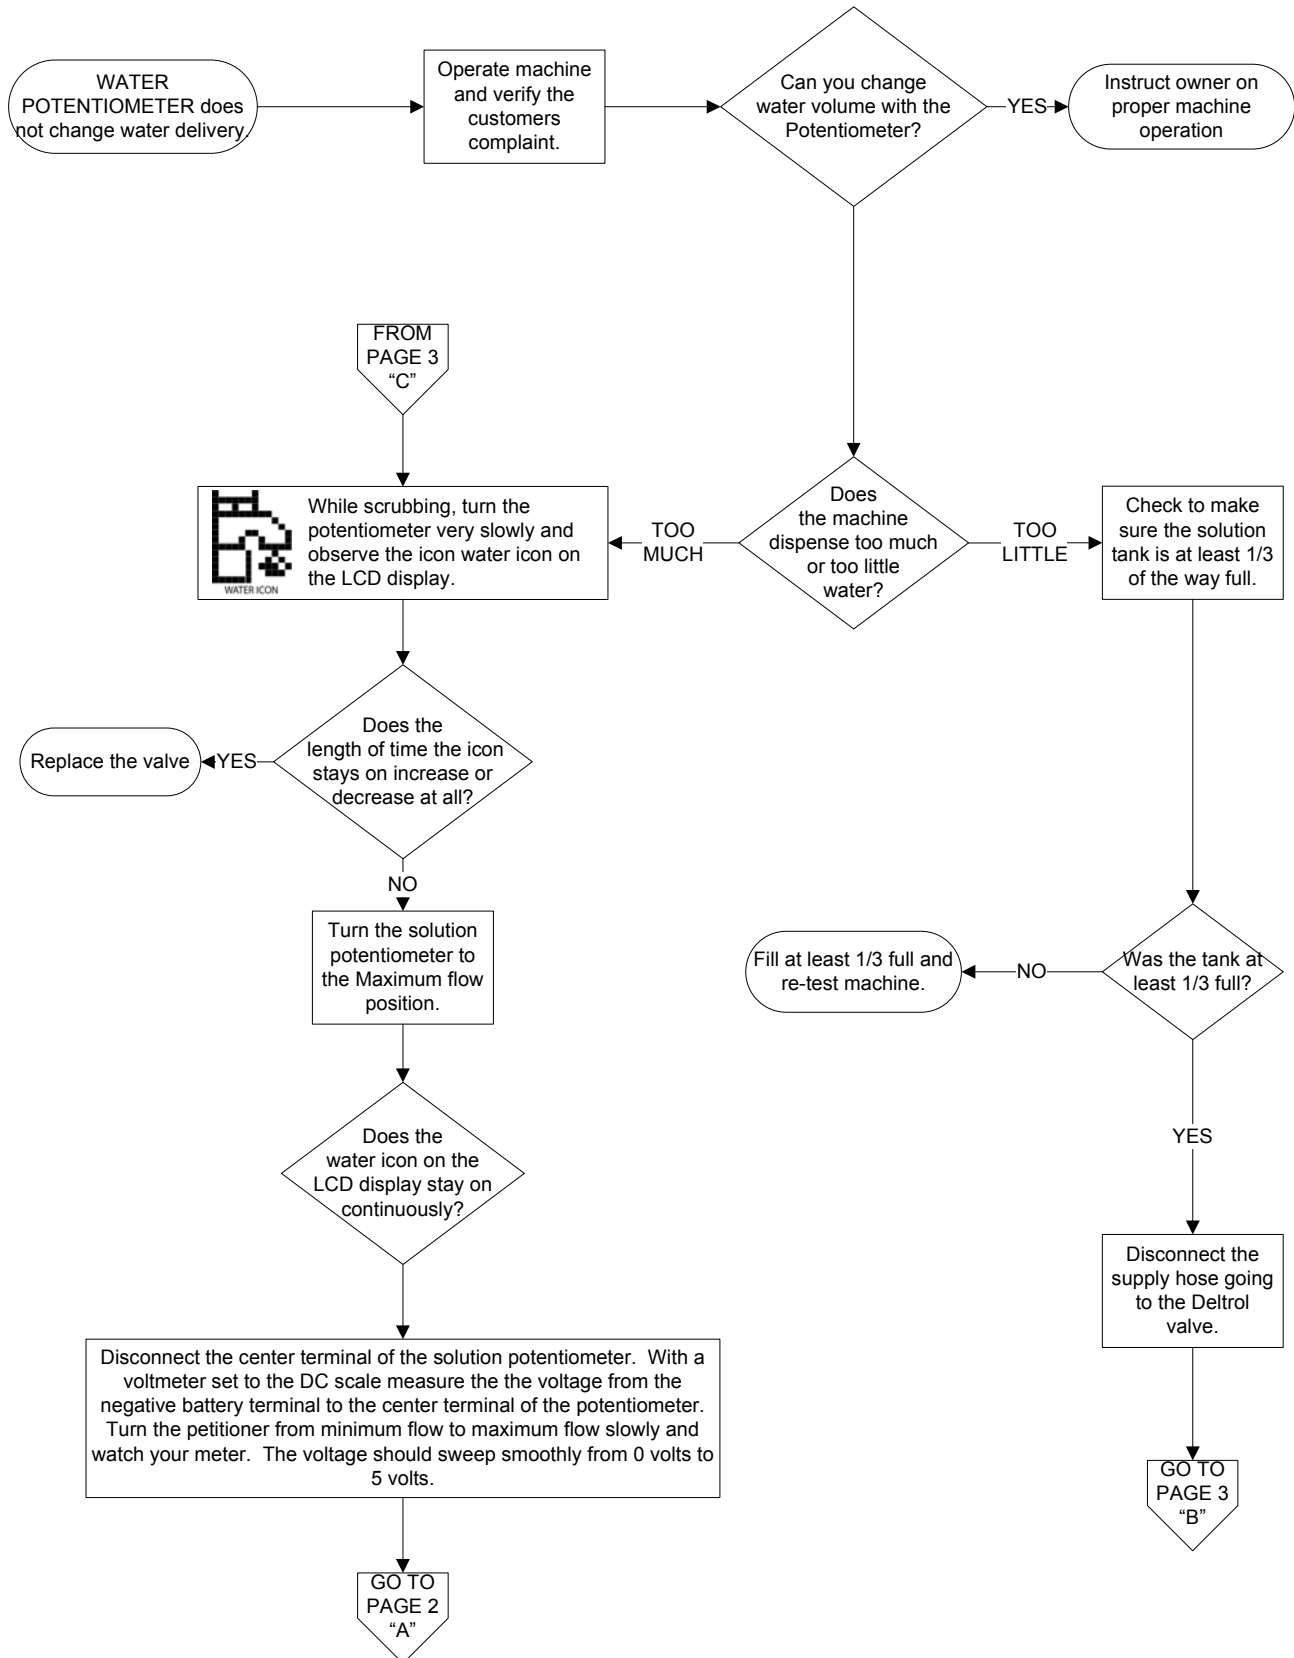 WATER
POTENTIOMETER does
not change water delivery.
Operate machine
and verify the
customers
complaint.
Can you change
water volume with the
Potentiometer?
YES
Instruct owner on
proper machine
operation
FROM
PAGE 3
“C”
While scrubbing, turn the
potentiometer very slowly and
observe the icon water icon on
the LCD display.
WATER ICON
TOO
MUCH
Does
the machine
dispense too much
or too little
water?
TOO
LITTLE
Check to make
sure the solution
tank is at least 1/3
of the way full.
Replace the valve
YES
Does the
length of time the icon
stays on increase or
decrease at all?
NO
Turn the solution
potentiometer to
the Maximum flow
position.
Fill at least 1/3 full and
re-test machine.
NO
Was the tank at
least 1/3 full?
YES
Does the
water icon on the
LCD display stay on
continuously?
Disconnect the
supply hose going
to the Deltrol
valve.
Disconnect the center terminal of the solution potentiometer.  With a
voltmeter set to the DC scale measure the the voltage from the
negative battery terminal to the center terminal of the potentiometer.
Turn the petitioner from minimum flow to maximum flow slowly and
watch your meter.  The voltage should sweep smoothly from 0 volts to
5 volts.
GO TO
PAGE 3
“B”
GO TO
PAGE 2
“A”